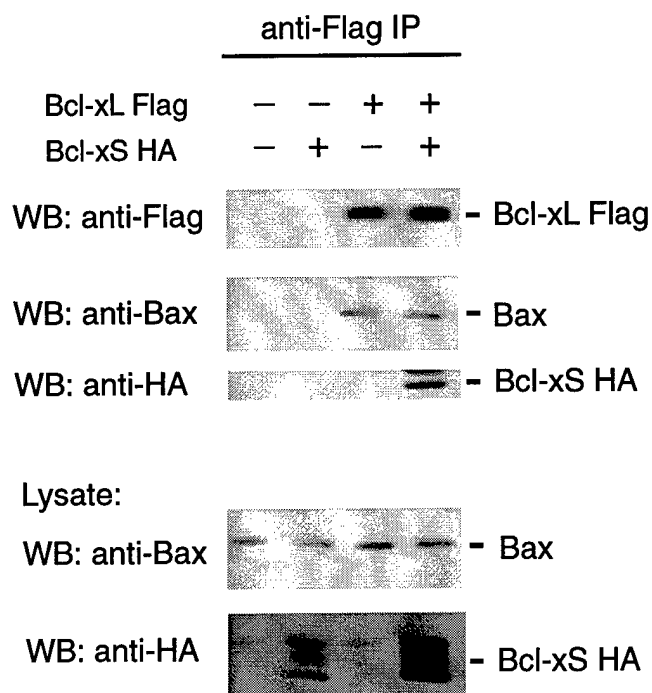 anti-Flag IP
Bcl-xL Flag − − + +
Bcl-xS HA − + − +
WB: anti-Flag - Bcl-xL Flag
WB: anti-Bax - Bax
WB: anti-HA - Bcl-xS HA
Lysate:
WB: anti-Bax - Bax
WB: anti-HA - Bcl-xS HA